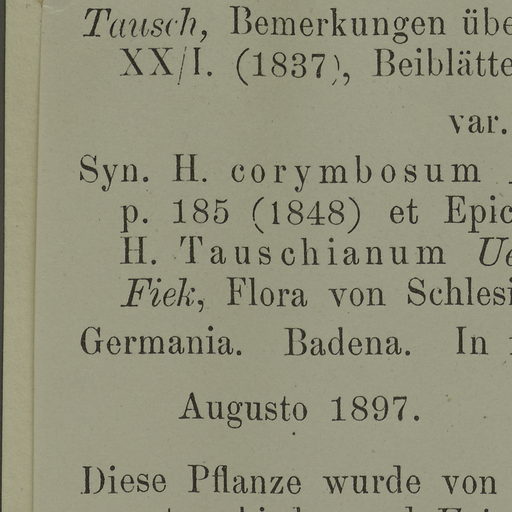 Tausch, Bemerkungen übe
XX/I. (1837), Beiblätte
var.
Syn. H. corymbosum
p. 185 (1848) et Epic
H. Tauschianum Ue
Fiek, Flora von Schlesi
Germania. Badena. In
Augusto 1897.
Diese Pflanze wurde von